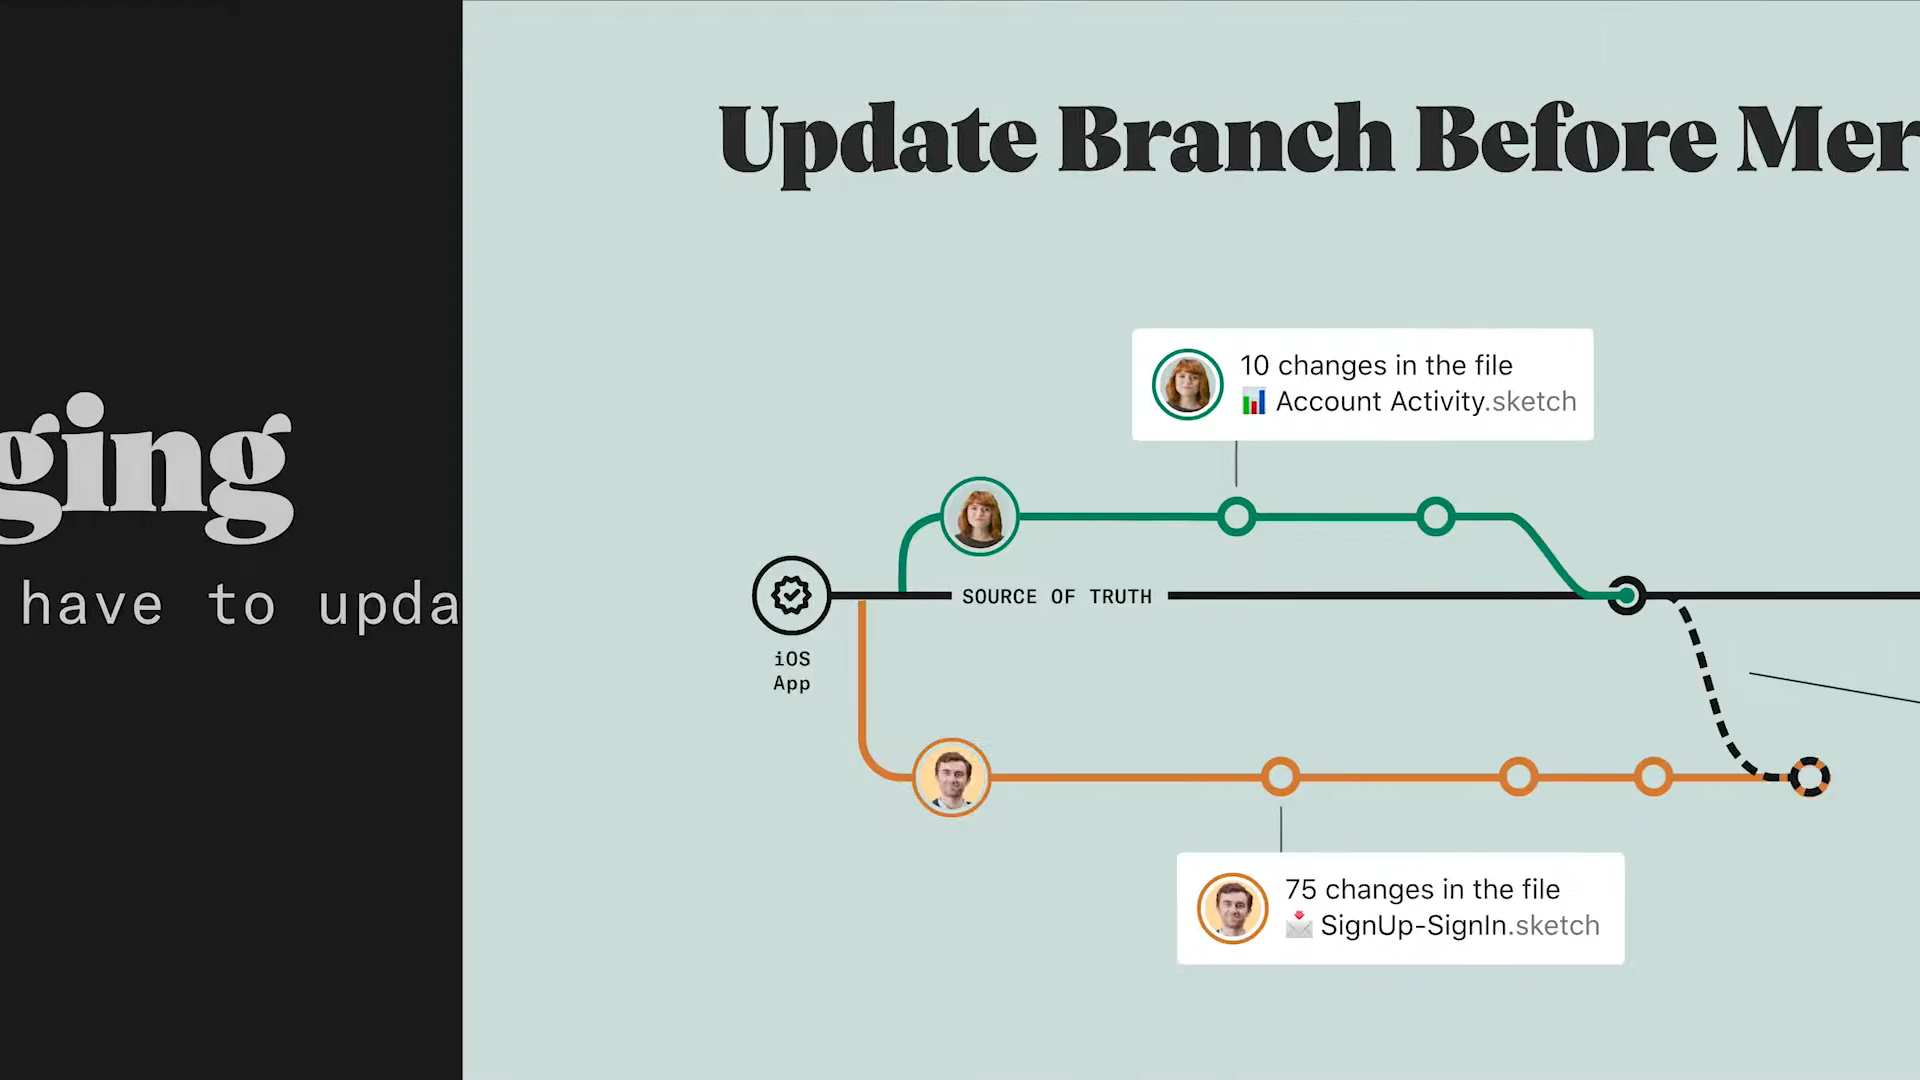 ging
have to upda
Update Branch Before Mer
10 changes in the file
Account Activity.sketch
SOURCE OF TRUTH
iOS
App
75 changes in the file
SignUp-SignIn.sketch